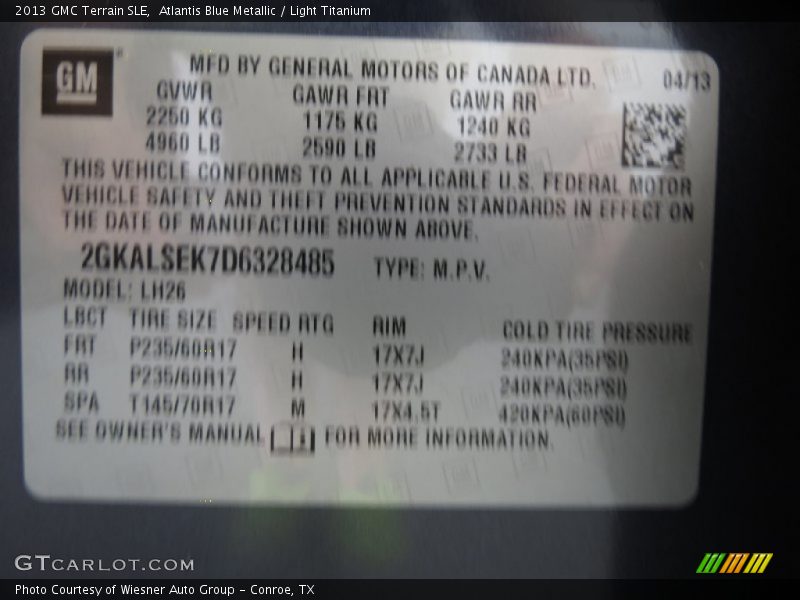 2013 GMC Terrain SLE, Atlantis Blue Metallic / Light Titanium
GM
MFD BY GENERAL MOTORS OF CANADA LTD. 04/13
GVWR GAWR FRT GAWR RR
2250 KG 1175 KG 1240 KG
4960 LB 2590 LB 2733 LB
THIS VEHICLE CONFORMS TO ALL APPLICABLE U.S. FEDERAL MOTOR
VEHICLE SAFETY AND THEFT PREVENTION STANDARDS IN EFFECT ON
THE DATE OF MANUFACTURE SHOWN ABOVE.
2GKALSEK7D6328485 TYPE: M.P.V.
MODEL: LH26
LBCT TIRE SIZE SPEED RTG RIM COLD TIRE PRESSURE
FRT P235/60R17 H 17X7J 240KPA(35PSI)
RR P235/60R17 H 17X7J 240KPA(35PSI)
SPA T145/70R17 M 17X4.5T 420KPA(60PSI)
SEE OWNER'S MANUAL FOR MORE INFORMATION.
GTCARLOT.COM
Photo Courtesy of Wiesner Auto Group - Conroe, TX